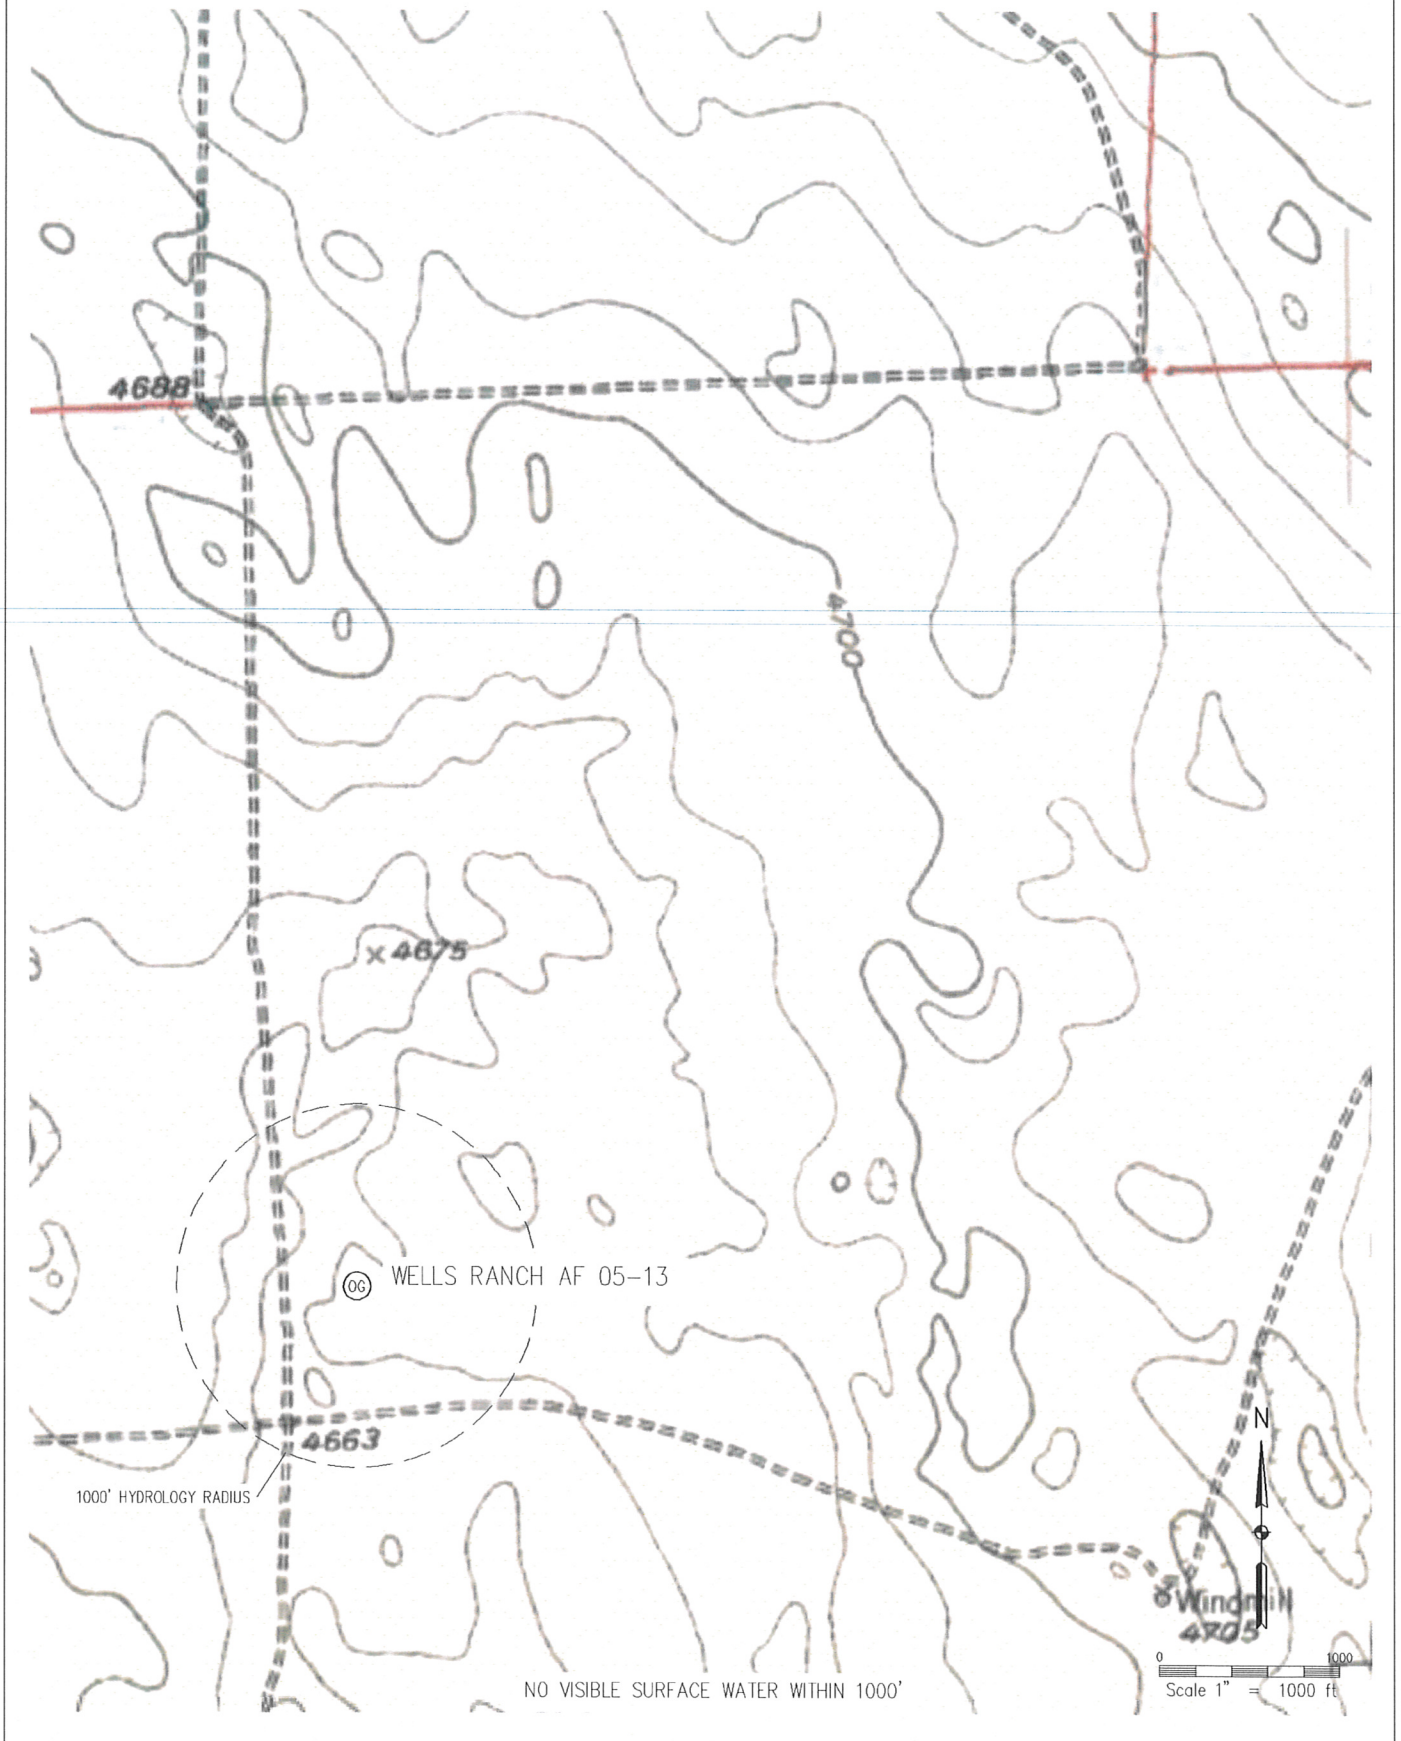 4688
4700
× 4675
OG WELLS RANCH AF 05-13
N
4663
1000' HYDROLOGY RADIUS
Windmill
4705
0 1000
NO VISIBLE SURFACE WATER WITHIN 1000'
Scale 1" = 1000 ft